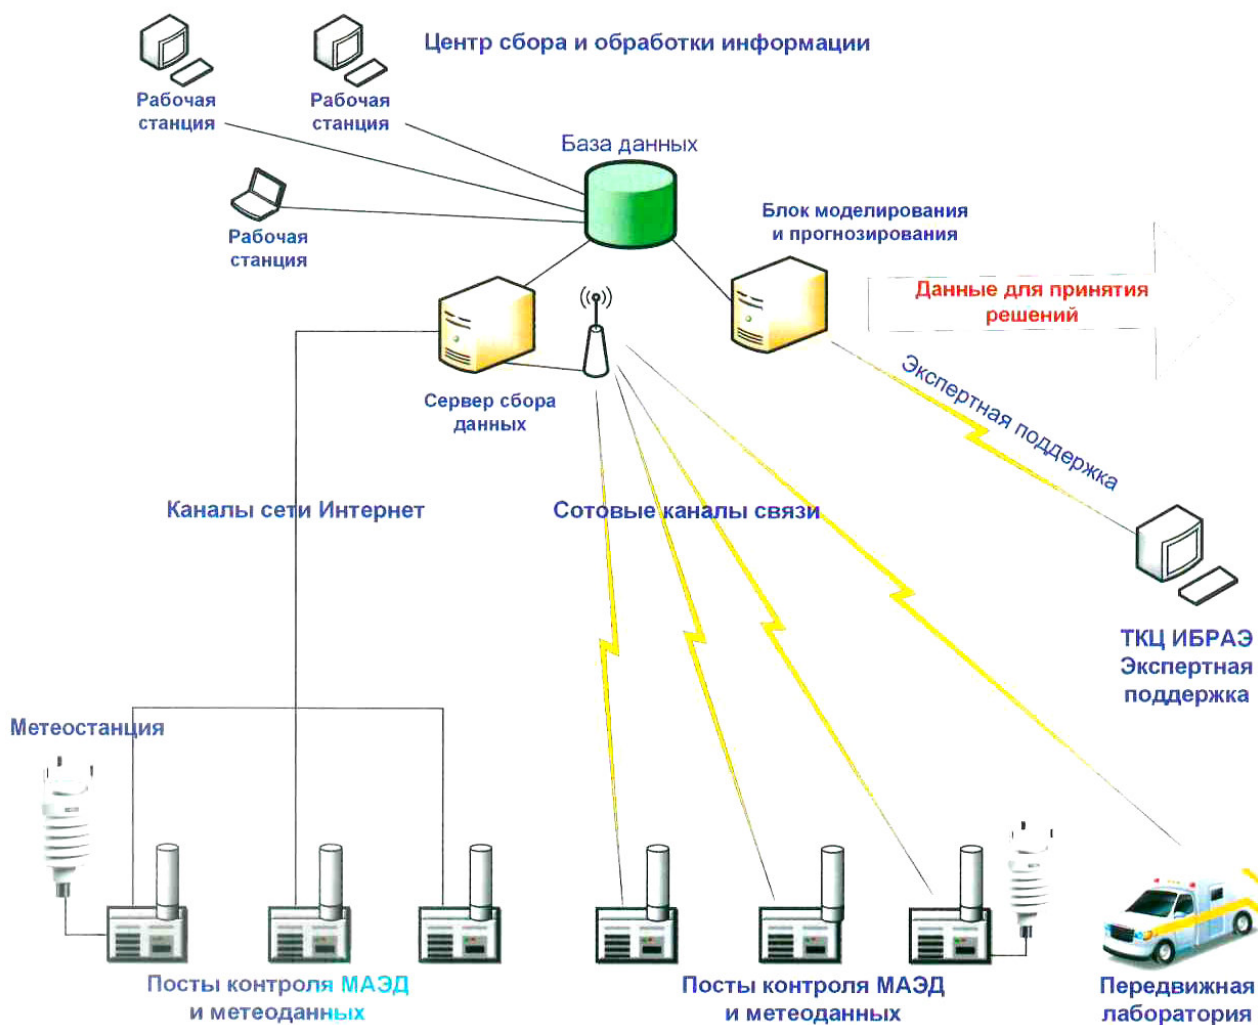 Центр сбора и обработки информации
Рабочая
станция
Рабочая
станция
База данных
Рабочая
станция
Блок моделирования
и прогнозирования
Данные для принятия
решений
Сервер сбора
данных
Экспертная поддержка
Каналы сети Интернет
Сотовые каналы связи
ТКЦ ИБРАЭ
Экспертная
поддержка
Метеостанция
Посты контроля МАЭД
и метеоданных
Посты контроля МАЭД
и метеоданных
Передвижная
лаборатория